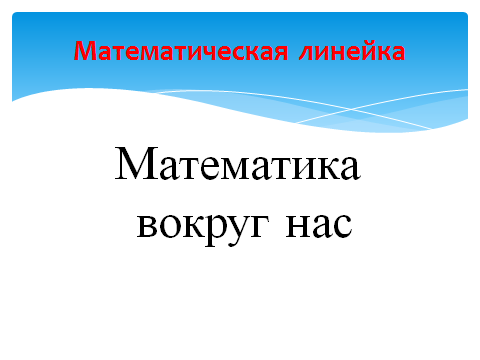 Математическая линейка
Математика
вокруг нас